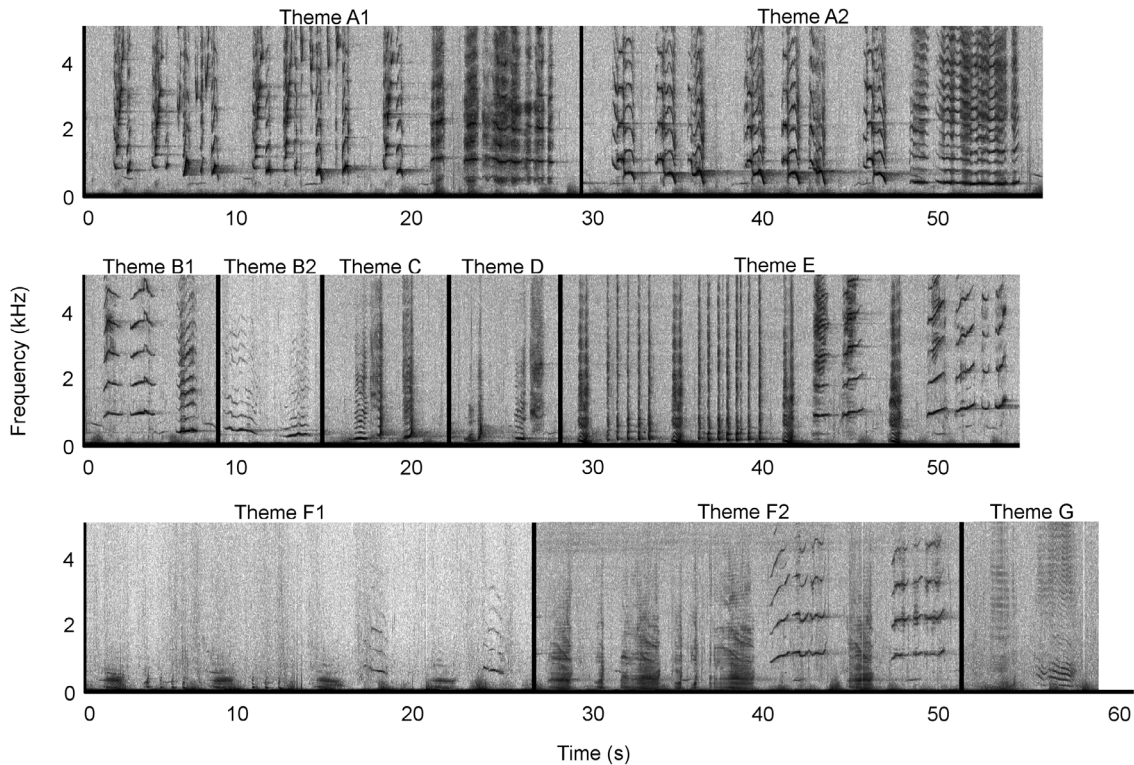 Theme A1 Theme A2
4
2
0
0 10 20 30 40 50
Theme B1 Theme B2 Theme C Theme D Theme E
Frequency (kHz)
4
2
0
0 10 20 30 40 50
Theme F1 Theme F2 Theme G
4
2
0
0 10 20 30 40 50 60
Time (s)